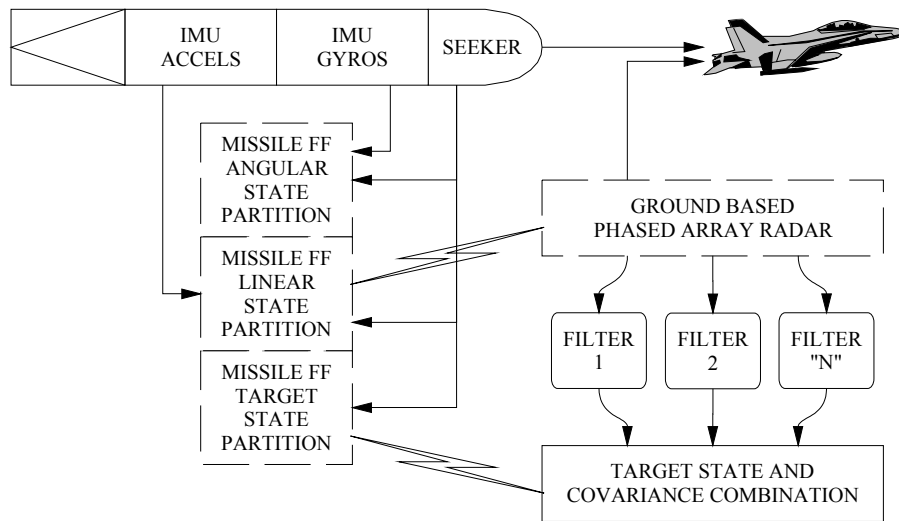 IMU
ACCELS
IMU
GYROS
SEEKER
MISSILE FF
ANGULAR
STATE
PARTITION
MISSILE FF
LINEAR
STATE
PARTITION
MISSILE FF
TARGET
STATE
PARTITION
GROUND BASED
PHASED ARRAY RADAR
FILTER
1
FILTER
2
FILTER
"N"
TARGET STATE AND
COVARIANCE COMBINATION